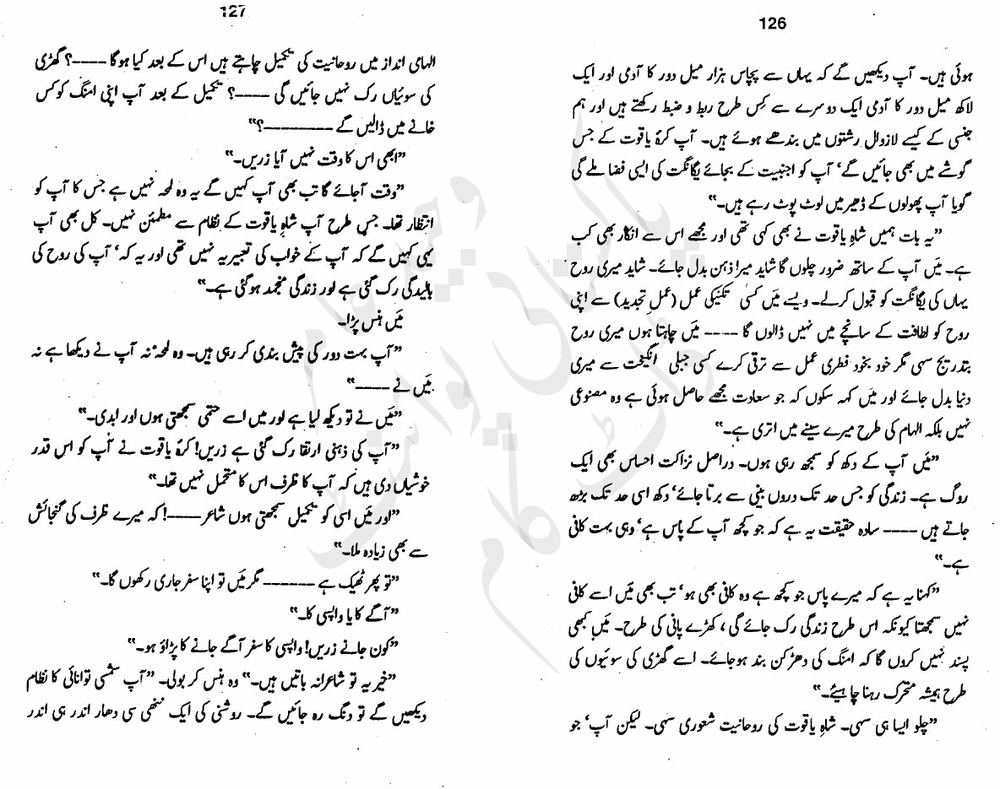 126
ہوئی ہیں۔ آپ دیکھیں گے کہ یہاں سے پچاس ہزار میل دور کا آدمی اور ایک
لاکھ میل دور کا آدمی ایک دوسرے سے کِس طرح ربط و ضبط رکھتے ہیں اور ہم
جنسی کے کیسے لازوال رشتوں میں بندھے ہوئے ہیں۔ آپ کرۂ یاقوت کے جس
گوشے میں بھی جائیں گے، آپ کو اجنبیت کے بجائے یگانگت کی ایسی فضا ملے گی
گویا آپ پھولوں کے ڈھیر میں لوٹ پوٹ رہے ہیں۔"
"یہ بات ہمیں شاہِ یاقوت نے بھی کہی تھی اور مجھے اس سے انکار بھی کب
ہے۔ میَں آپ کے ساتھ ضرور چلوں گا شاید میرا ذہن بدل جائے۔ شاید میری روح
یہاں کی یگانگت کو قبول کرلے۔ ویسے میَں کسی تکنیکی عمل (عملِ تجدید) سے اپنی
روح کو لطافت کے سانچے میں نہیں ڈالوں گا ---- میَں چاہتا ہوں میری روح
بتدریج سہی مگر خود بخود فطری عمل سے ترقی کرے کسی جبلی انگیخت سے میری
دنیا بدل جائے اور میَں کہہ سکوں کہ جو سعادت مجھے حاصل ہوئی ہے وہ مصنوعی
نہیں بلکہ الہام کی طرح میرے سینے میں اتری ہے۔"
"میَں آپ کے دکھ کو سمجھ رہی ہوں۔ دراصل نزاکت احساس بھی ایک
روگ ہے۔ زندگی کو جس حد تک دروں بینی سے برتا جائے، دکھ اسی حد تک بڑھ
جاتے ہیں ---- سادہ حقیقت یہ ہے کہ جو کچھ آپ کے پاس ہے، وہی بہت کافی
ہے۔"
"کہنا یہ ہے کہ میرے پاس جو کچھ ہے وہ کافی بھی ہو، تب بھی میَں اسے کافی
نہیں سمجھتا کیونکہ اس طرح زندگی رک جائے گی، کھڑے پانی کی طرح۔ میَں کبھی
پسند نہیں کروں گا کہ امنگ کی دھڑکن بند ہوجائے۔ اسے گھڑی کی سوئیوں کی
طرح ہمیشہ متحرک رہنا چاہیئے۔"
"چلو ایسا ہی سہی۔ شاہِ یاقوت کی روحانیت شعوری سہی۔ لیکن آپ، جو
127
الہامی انداز میں روحانیت کی تکمیل چاہتے ہیں اس کے بعد کیا ہوگا ----؟ گھڑی
کی سوئیاں رک نہیں جائیں گی ----؟ تکمیل کے بعد آپ اپنی امنگ کو کس
خانے میں ڈالیں گے --------؟"
"ابھی اس کا وقت نہیں آیا زریں۔"
"وقت آجائے گا تب بھی آپ کہیں گے یہ وہ لمحہ نہیں ہے جس کا آپ کو
انتظار تھا۔ جس طرح آپ شاہِ یاقوت کے نظام سے مطمئن نہیں۔ کل بھی آپ
یہی کہیں گے کہ آپ کے خواب کی تعبیر یہ نہیں تھی اور یہ کہ، آپ کی روح کی
بالیدگی رک گئی ہے اور زندگی منجمد ہوگئی ہے۔"
میَں ہنس پڑا۔
"آپ بہت دور کی پیش بندی کر رہی ہیں۔ وہ لمحہ، نہ آپ نے دیکھا ہے نہ
میَں نے ----"
"میَں نے تو دیکھ لیا ہے اور میں اسے حتمی سمجھتی ہوں اور ابدی۔"
"آپ کی ذہنی ارتقا رک گئی ہے زریں! کرۂ یاقوت نے آپ کو اس قدر
خوشیاں دی ہیں کہ آپ کا ظرف اس کا متحمل نہیں تھا۔"
"اور میَں اسی کو تکمیل سمجھتی ہوں شاعر ----! کہ میرے ظرف کی گنجائش
سے بھی زیادہ ملا۔"
"تو پھر ٹھیک ہے ------ مگر میَں تو اپنا سفر جاری رکھوں گا۔"
"آگے کا یا واپسی کا۔"
"کون جانے زریں! واپسی کا سفر آگے جانے کا پڑاؤ ہو۔"
"خیر یہ تو شاعرانہ باتیں ہیں۔" وہ ہنس کر بولی۔ "آپ شمسی توانائی کا نظام
دیکھیں گے تو دنگ رہ جائیں گے۔ روشنی کی ایک ننھی سی دھار اندر ہی اندر
پاکستانی پوائنٹ
ڈاٹ کام